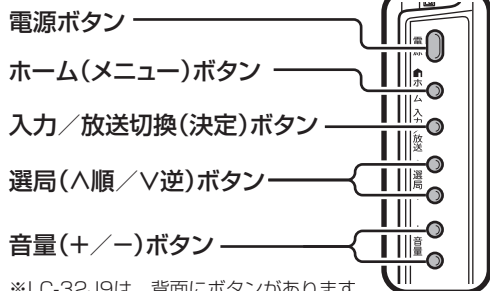 電源ボタン
ホーム（メニュー）ボタン
入力／放送切換（決定）ボタン
選局（∧順／∨逆）ボタン
音量（＋／－）ボタン
※LC-32J9は、背面にボタンがあります
電源
ホーム
入力/放送
選局
音量